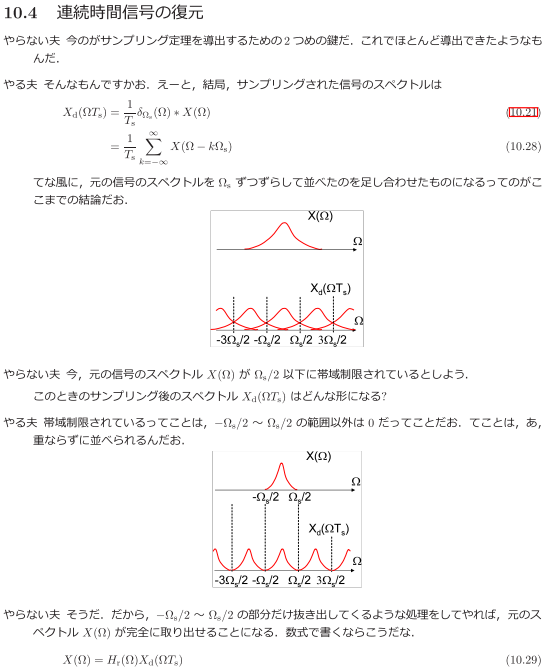 10.4 連続時間信号の復元
やらない夫 今のがサンプリング定理を導出するための 2 つめの鍵だ．これでほとんど導出できたようなも
んだ．
やる夫 そんなもんですかお．えーと，結局，サンプリングされた信号のスペクトルは
X_d(ΩT_s) = \frac{1}{T_s} δ_{Ω_s}(Ω) ∗ X(Ω) (10.21)
= \frac{1}{T_s} \sum_{k=-∞}^{∞} X(Ω − kΩ_s) (10.28)
てな風に，元の信号のスペクトルを Ω_s ずつずらして並べたのを足し合わせたものになるってのがこ
こまでの結論だお．
X(Ω)
Ω
X_d(ΩT_s)
Ω
-3Ω_s/2 -Ω_s/2 Ω_s/2 3Ω_s/2
やらない夫 今，元の信号のスペクトル X(Ω) が Ω_s/2 以下に帯域制限されているとしよう．
このときのサンプリング後のスペクトル X_d(ΩT_s) はどんな形になる?
やる夫 帯域制限されているってことは，−Ω_s/2 ～ Ω_s/2 の範囲以外は 0 だってことだお．てことは，あ，
重ならずに並べられるんだお．
X(Ω)
Ω
-Ω_s/2 Ω_s/2
X_d(ΩT_s)
Ω
-3Ω_s/2 -Ω_s/2 Ω_s/2 3Ω_s/2
やらない夫 そうだ．だから，−Ω_s/2 ～ Ω_s/2 の部分だけ抜き出してくるような処理をしてやれば，元のス
ペクトル X(Ω) が完全に取り出せることになる．数式で書くならこうだな．
X(Ω) = H_r(Ω)X_d(ΩT_s) (10.29)